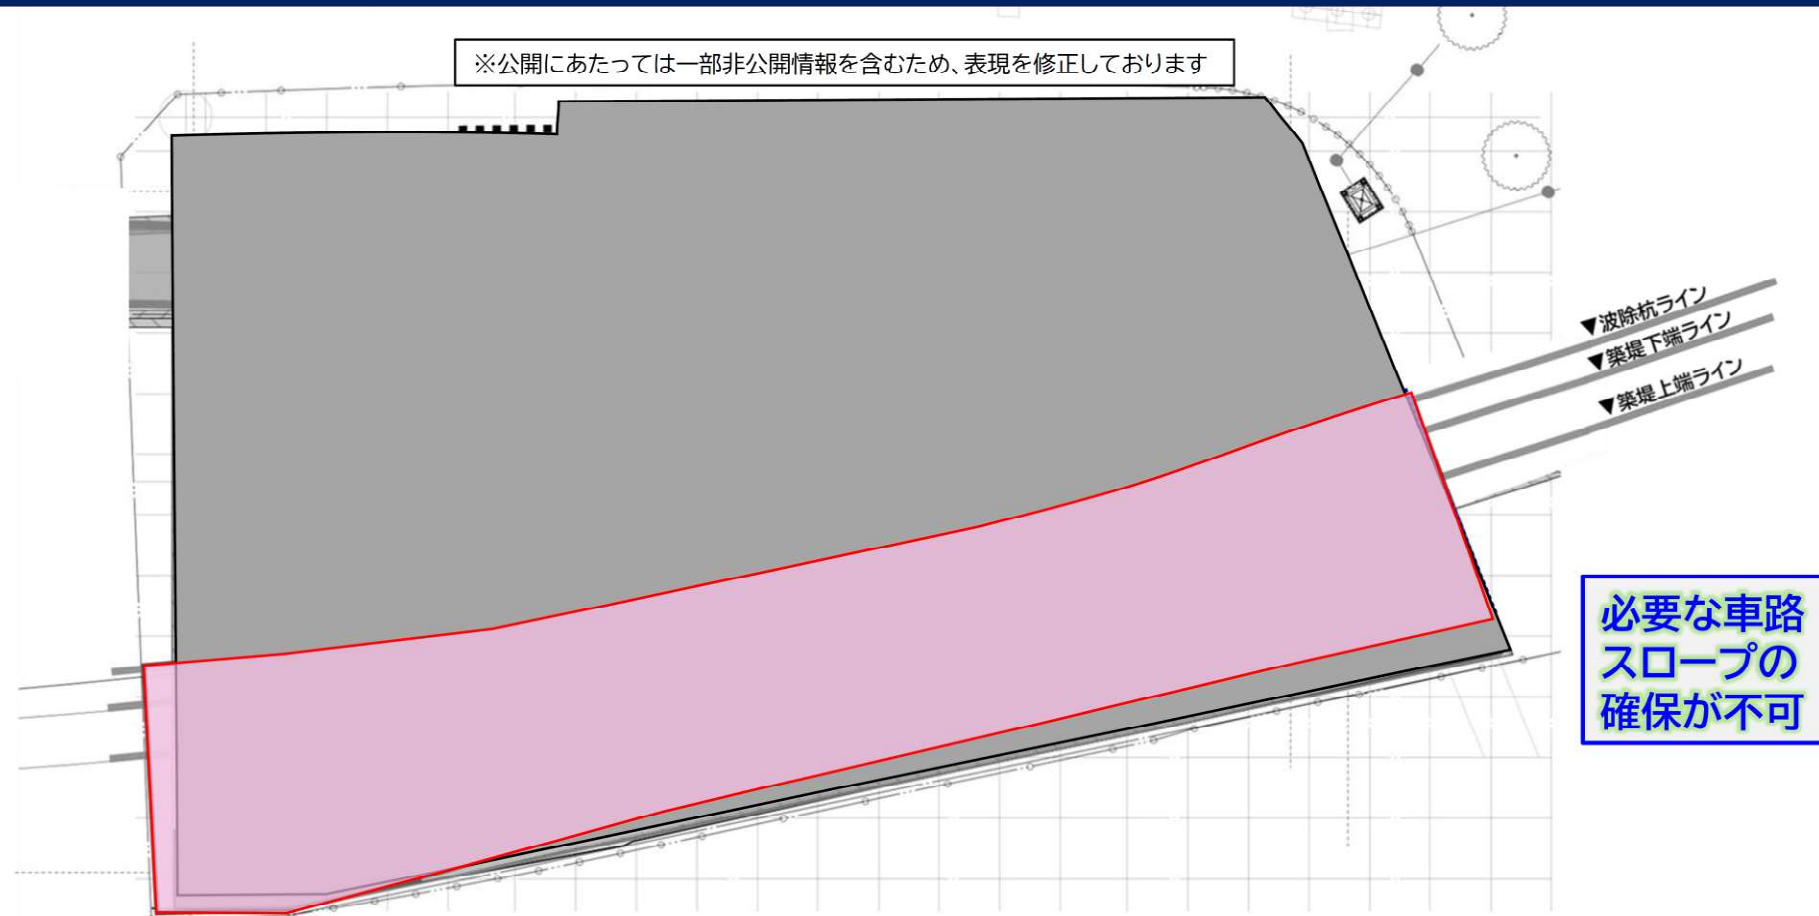 ※公開にあたっては一部非公開情報を含むため、表現を修正しております
▼波除杭ライン
▼築堤下端ライン
▼築堤上端ライン
必要な車路
スロープの
確保が不可